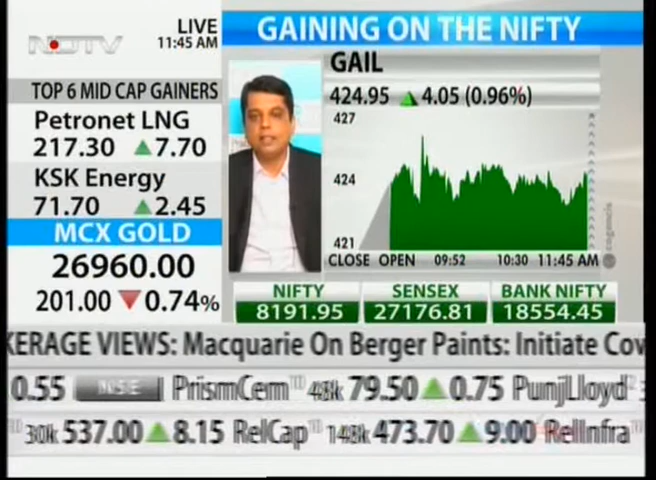 NDTV
LIVE
11:45 AM
GAINING ON THE NIFTY
TOP 6 MID CAP GAINERS
Petronet LNG
217.30 ▲7.70
KSK Energy
71.70 ▲2.45
MCX GOLD
26960.00
201.00 ▼0.74%
GAIL
424.95 ▲ 4.05 (0.96%)
427
424
421
CLOSE OPEN 09:52 10:30 11:45 AM
cogencis
NIFTY
8191.95
SENSEX
27176.81
BANK NIFTY
18554.45
KERAGE VIEWS: Macquarie On Berger Paints: Initiate Cov
0.55 NSE PrismCem 48k 79.50▲0.75 PunjLloyd
30k 537.00▲8.15 RelCap 148k 473.70▲9.00 RelInfra